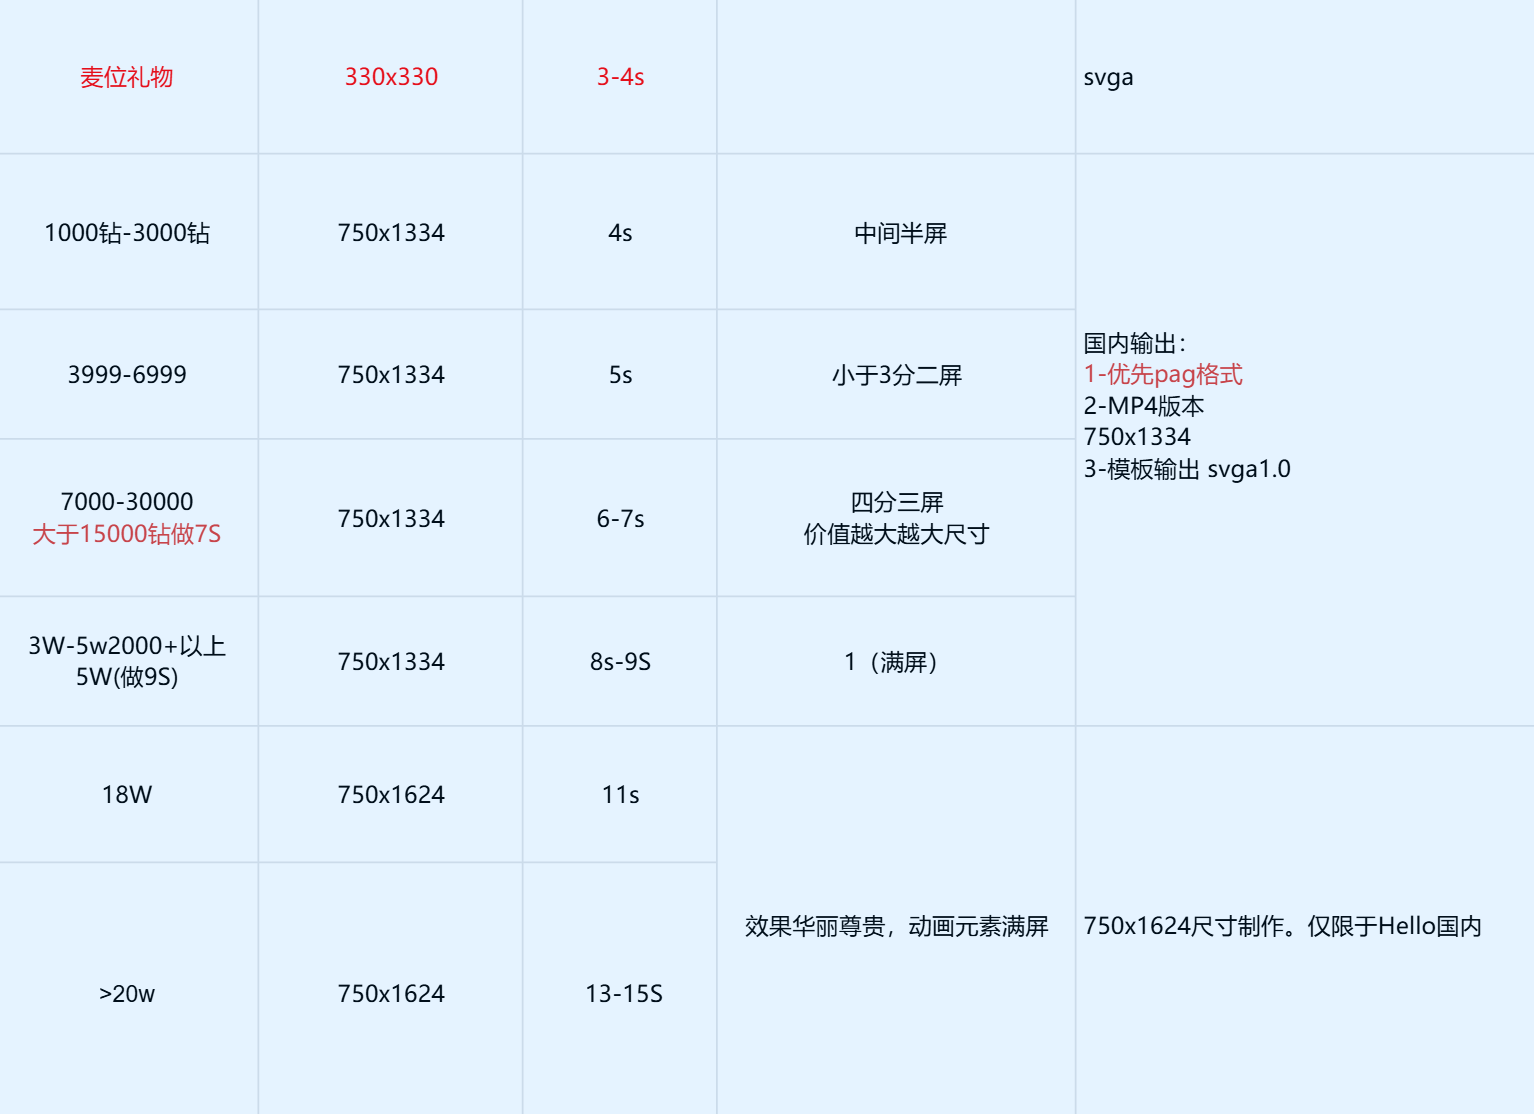 麦位礼物
330x330
3-4s
svga
1000钻-3000钻
750x1334
4s
中间半屏
国内输出：
1-优先pag格式
2-MP4版本
750x1334
3-模板输出 svga1.0
3999-6999
750x1334
5s
小于3分二屏
7000-30000
大于15000钻做7S
750x1334
6-7s
四分三屏
价值越大越大尺寸
3W-5w2000+以上
5W(做9S)
750x1334
8s-9S
1（满屏）
18W
750x1624
11s
效果华丽尊贵，动画元素满屏
750x1624尺寸制作。仅限于Hello国内
>20w
750x1624
13-15S